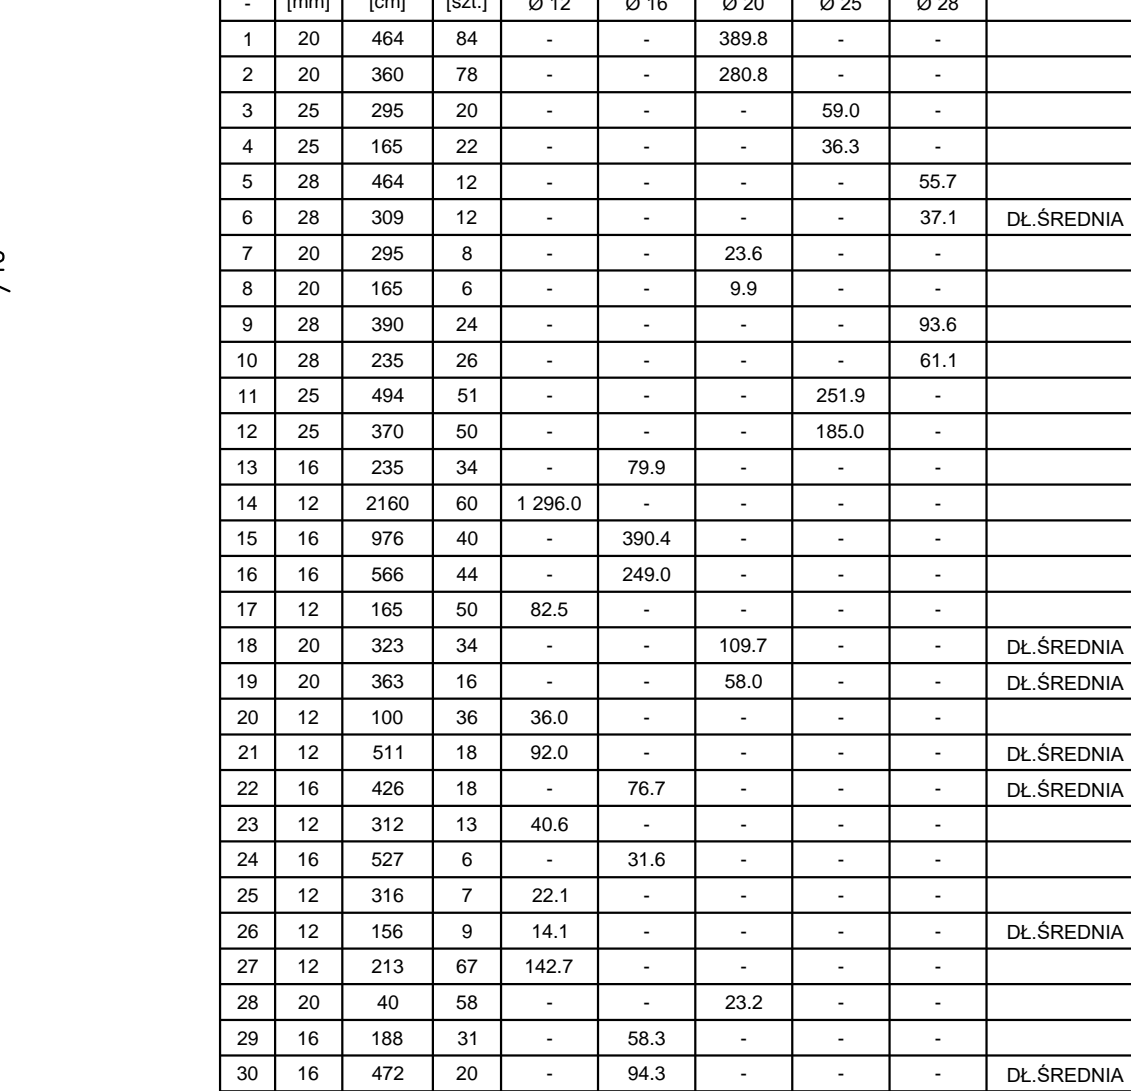 - [mm] [cm] [szt.] Ø 12 Ø 16 Ø 20 Ø 25 Ø 28
1 20 464 84 - - 389.8 - -
2 20 360 78 - - 280.8 - -
3 25 295 20 - - - 59.0 -
4 25 165 22 - - - 36.3 -
5 28 464 12 - - - - 55.7
6 28 309 12 - - - - 37.1 DŁ.ŚREDNIA
7 20 295 8 - - 23.6 - -
8 20 165 6 - - 9.9 - -
9 28 390 24 - - - - 93.6
10 28 235 26 - - - - 61.1
11 25 494 51 - - - 251.9 -
12 25 370 50 - - - 185.0 -
13 16 235 34 - 79.9 - - -
14 12 2160 60 1 296.0 - - - -
15 16 976 40 - 390.4 - - -
16 16 566 44 - 249.0 - - -
17 12 165 50 82.5 - - - -
18 20 323 34 - - 109.7 - - DŁ.ŚREDNIA
19 20 363 16 - - 58.0 - - DŁ.ŚREDNIA
20 12 100 36 36.0 - - - -
21 12 511 18 92.0 - - - - DŁ.ŚREDNIA
22 16 426 18 - 76.7 - - - DŁ.ŚREDNIA
23 12 312 13 40.6 - - - -
24 16 527 6 - 31.6 - - -
25 12 316 7 22.1 - - - -
26 12 156 9 14.1 - - - - DŁ.ŚREDNIA
27 12 213 67 142.7 - - - -
28 20 40 58 - - 23.2 - -
29 16 188 31 - 58.3 - - -
30 16 472 20 - 94.3 - - - DŁ.ŚREDNIA